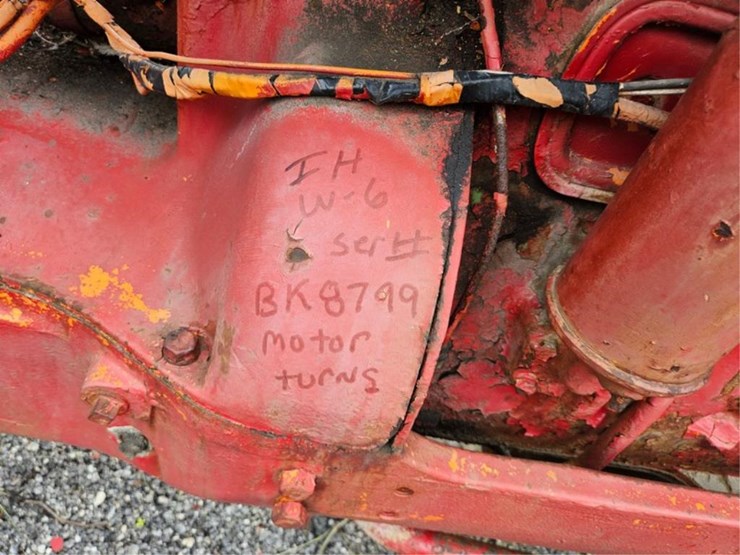 IH
W-6
Ser#
BK8799
Motor
turns